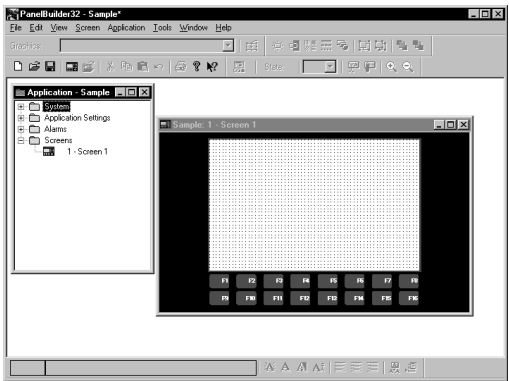 PanelBuilder32 - Sample*
File Edit View Screen Application Tools Window Help
Graphics:
State
Application - Sample
System
Application Settings
Alarms
Screens
1 - Screen 1
Sample: 1 - Screen 1
F1 F2 F3 F4 F5 F6 F7 F8
F9 F10 F11 F12 F13 F14 F15 F16